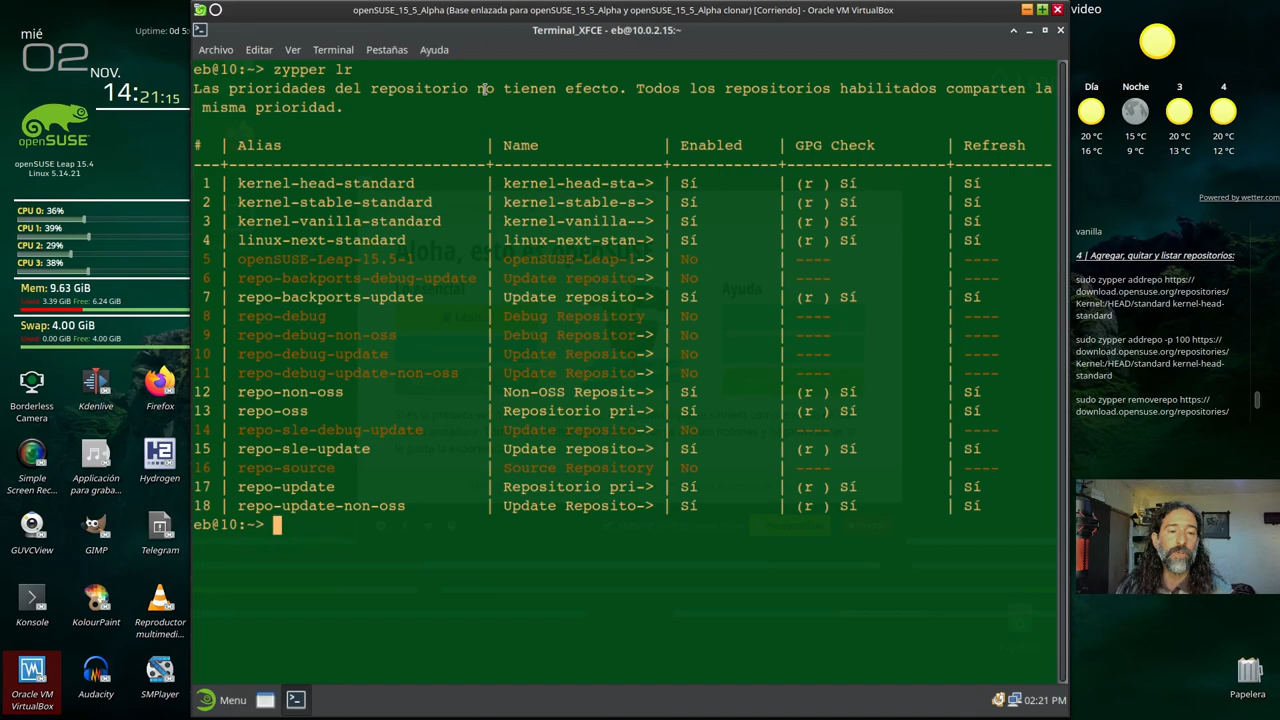 openSUSE_15_5_Alpha (Base enlazada para openSUSE_15_5_Alpha y openSUSE_15_5_Alpha clonar) [Corriendo] - Oracle VM VirtualBox
video
mié
02
NOV.
14:21:15
Uptime: 0d 5:
openSUSE
openSUSE Leap 15.4
Linux 5.14.21
CPU 0: 36%
CPU 1: 39%
CPU 2: 29%
CPU 3: 38%
Mem: 9.63 GiB
Used: 3.39 GiB Free: 6.24 GiB
Swap: 4.00 GiB
Used: 0.00 GiB Free: 4.00 GiB
Borderless Camera
Kdenlive
Firefox
Simple Screen Rec...
Aplicación para graba...
Hydrogen
GUVCView
GIMP
Telegram
Konsole
KolourPaint
Reproductor multimedi...
Oracle VM VirtualBox
Audacity
SMPlayer
Terminal_XFCE - eb@10.0.2.15:~
Archivo Editar Ver Terminal Pestañas Ayuda
eb@10:~> zypper lr
Las prioridades del repositorio no tienen efecto. Todos los repositorios habilitados comparten la
misma prioridad.
# | Alias | Name | Enabled | GPG Check | Refresh
---+---------------------------+----------------+---------+-----------+--------
1 | kernel-head-standard | kernel-head-sta-> | Sí | (r ) Sí | Sí
2 | kernel-stable-standard | kernel-stable-s-> | Sí | (r ) Sí | Sí
3 | kernel-vanilla-standard | kernel-vanilla--> | Sí | (r ) Sí | Sí
4 | linux-next-standard | linux-next-stan-> | Sí | (r ) Sí | Sí
5 | openSUSE-Leap-15.5-1 | openSUSE-Leap-1-> | No | ---- | ----
6 | repo-backports-debug-update | Update reposito-> | No | ---- | ----
7 | repo-backports-update | Update reposito-> | Sí | (r ) Sí | Sí
8 | repo-debug | Debug Repository | No | ---- | ----
9 | repo-debug-non-oss | Debug Repositor-> | No | ---- | ----
10 | repo-debug-update | Update Reposito-> | No | ---- | ----
11 | repo-debug-update-non-oss | Update Reposito-> | No | ---- | ----
12 | repo-non-oss | Non-OSS Reposit-> | Sí | (r ) Sí | Sí
13 | repo-oss | Repositorio pri-> | Sí | (r ) Sí | Sí
14 | repo-sle-debug-update | Update reposito-> | No | ---- | ----
15 | repo-sle-update | Update reposito-> | Sí | (r ) Sí | Sí
16 | repo-source | Source Repository | No | ---- | ----
17 | repo-update | Repositorio pri-> | Sí | (r ) Sí | Sí
18 | repo-update-non-oss | Update Reposito-> | Sí | (r ) Sí | Sí
eb@10:~>
Menu
02:21 PM
Día Noche 3 4
20 °C 15 °C 20 °C 20 °C
16 °C 9 °C 13 °C 12 °C
Powered by wetter.com
vanilla
4 | Agregar, quitar y listar repositorios:
sudo zypper addrepo https://
download.opensuse.org/repositories/
Kernel:/HEAD/standard kernel-head-
standard
sudo zypper addrepo -p 100 https://
download.opensuse.org/repositories/
Kernel:/HEAD/standard kernel-head-
standard
sudo zypper removerepo https://
download.opensuse.org/repositories/
Papelera